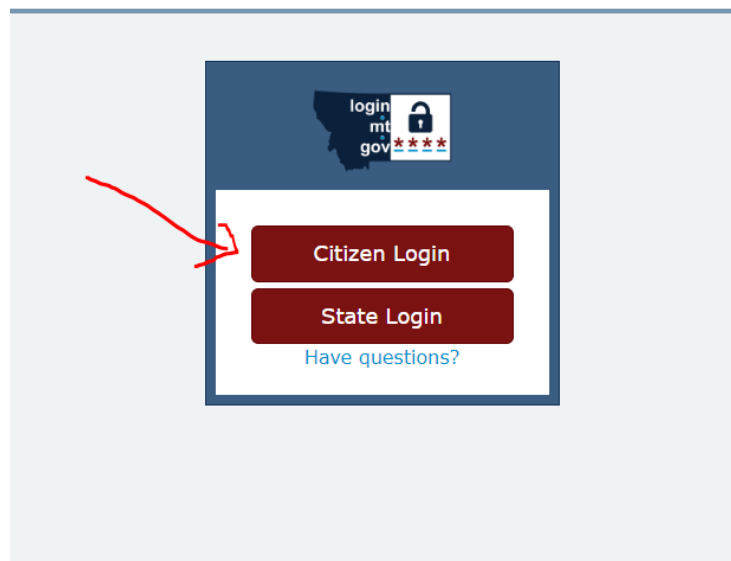 login
mt
gov
****
Citizen Login
State Login
Have questions?